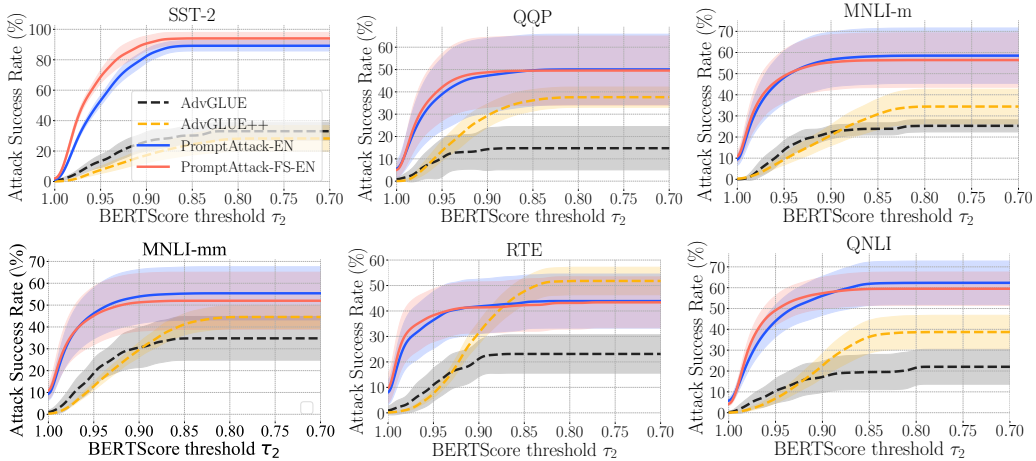 SST-2
Attack Success Rate (%)
100
80
60
40
20
0
AdvGLUE
AdvGLUE++
PromptAttack-EN
PromptAttack-FS-EN
1.00 0.95 0.90 0.85 0.80 0.75 0.70
BERTScore threshold τ2
QQP
Attack Success Rate (%)
70
60
50
40
30
20
10
0
1.00 0.95 0.90 0.85 0.80 0.75 0.70
BERTScore threshold τ2
MNLI-m
Attack Success Rate (%)
70
60
50
40
30
20
10
0
1.00 0.95 0.90 0.85 0.80 0.75 0.70
BERTScore threshold τ2
MNLI-mm
Attack Success Rate (\%)
70
60
50
40
30
20
10
0
1.00 0.95 0.90 0.85 0.80 0.75 0.70
BERTScore threshold τ2
RTE
Attack Success Rate (%)
60
50
40
30
20
10
0
1.00 0.95 0.90 0.85 0.80 0.75 0.70
BERTScore threshold τ2
QNLI
Attack Success Rate (%)
70
60
50
40
30
20
10
0
1.00 0.95 0.90 0.85 0.80 0.75 0.70
BERTScore threshold τ2